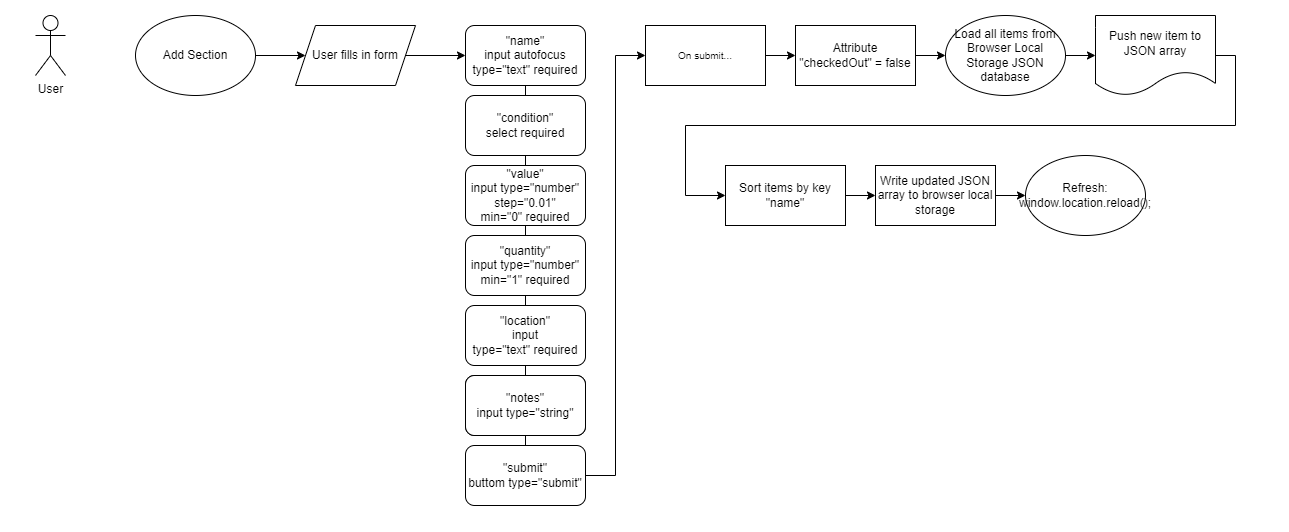 User
Add Section
User fills in form
"name"
input autofocus
type="text" required
"condition"
select required
"value"
input type="number"
step="0.01"
min="0" required
"quantity"
input type="number"
min="1" required
"location"
input
type="text" required
"notes"
input type="string"
"submit"
buttom type="submit"
On submit...
Attribute
"checkedOut" = false
Load all items from
Browser Local
Storage JSON
database
Push new item to
JSON array
Sort items by key
"name"
Write updated JSON
array to browser local
storage
Refresh:
window.location.reload();